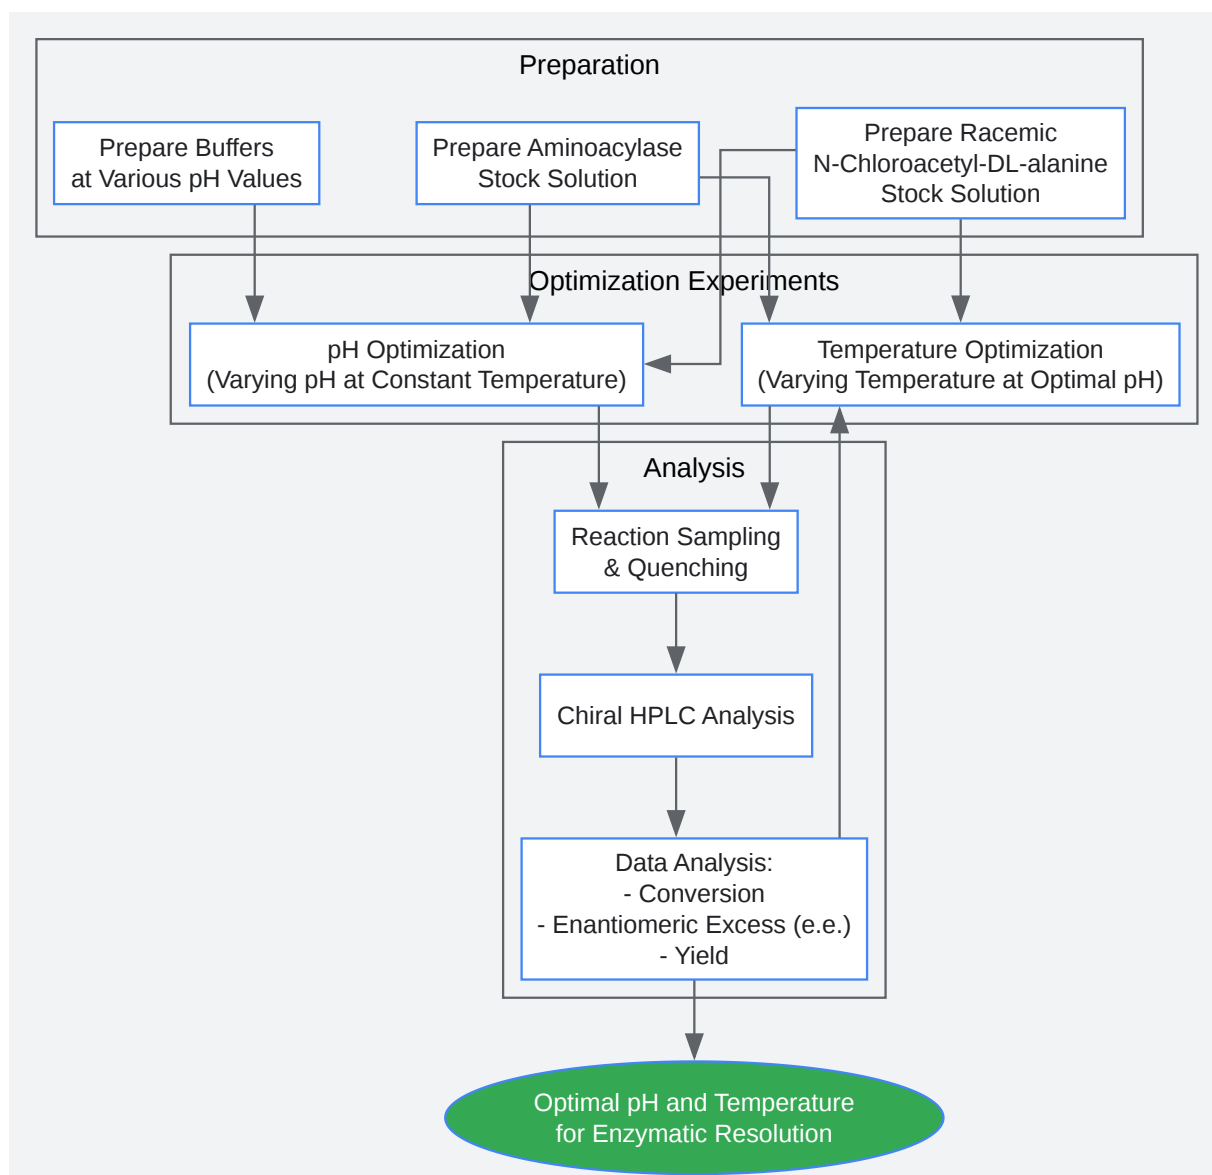 Preparation
Prepare Buffers
at Various pH Values
Prepare Aminoacylase
Stock Solution
Prepare Racemic
N-Chloroacetyl-DL-alanine
Stock Solution
Optimization Experiments
pH Optimization
(Varying pH at Constant Temperature)
Temperature Optimization
(Varying Temperature at Optimal pH)
Analysis
Reaction Sampling
& Quenching
Chiral HPLC Analysis
Data Analysis:
- Conversion
- Enantiomeric Excess (e.e.)
- Yield
Optimal pH and Temperature
for Enzymatic Resolution